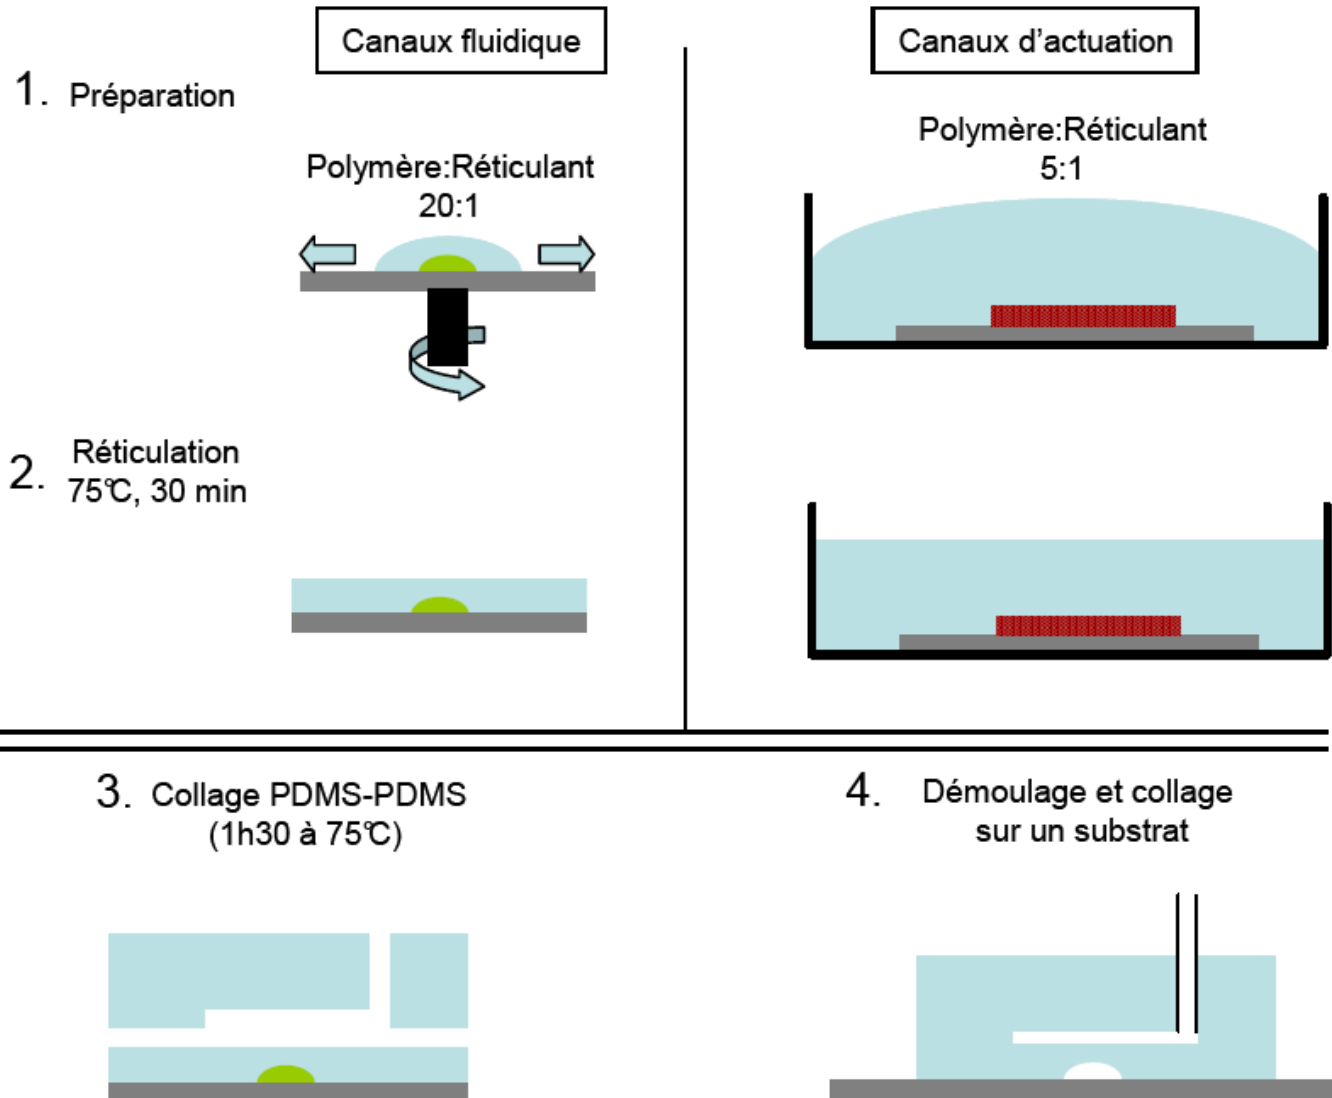 Canaux fluidique
Canaux d'actuation
1. Préparation
Polymère:Réticulant
20:1
Polymère:Réticulant
5:1
2. Réticulation
75°C, 30 min
3. Collage PDMS-PDMS
(1h30 à 75°C)
4. Démoulage et collage
sur un substrat